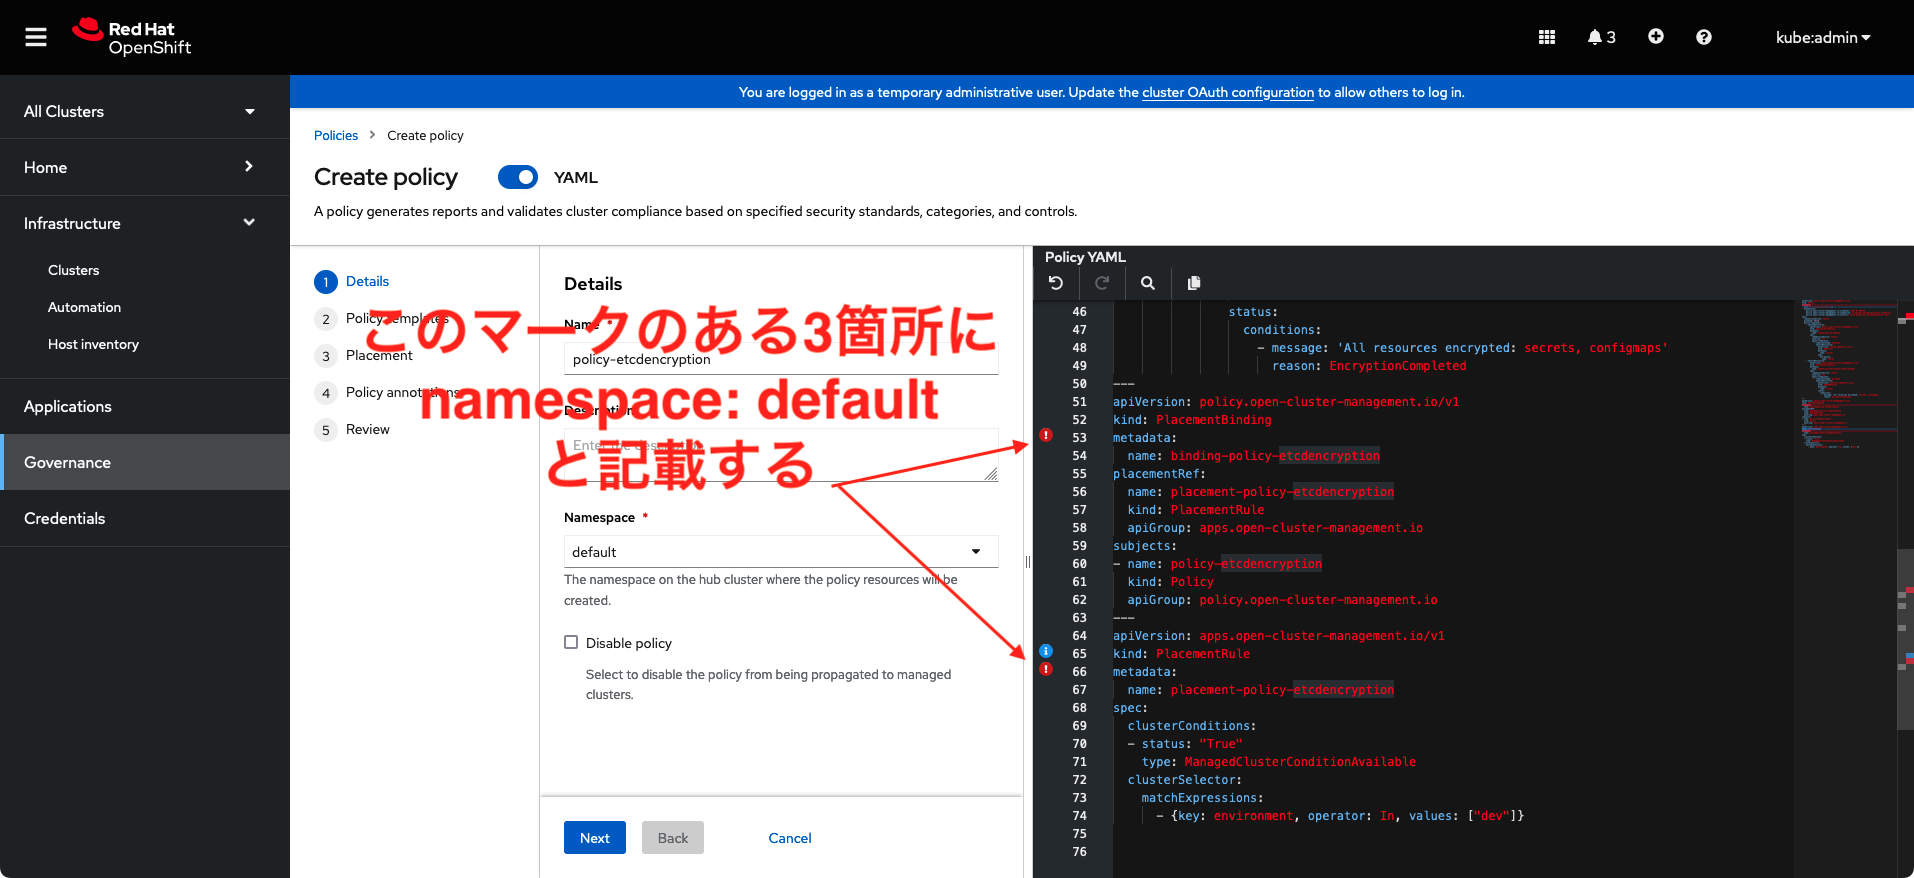 Red Hat
OpenShift
3
kube:admin
You are logged in as a temporary administrative user. Update the cluster OAuth configuration to allow others to log in.
All Clusters
Home
Infrastructure
Clusters
Automation
Host inventory
Applications
Governance
Credentials
Policies > Create policy
Create policy
YAML
A policy generates reports and validates cluster compliance based on specified security standards, categories, and controls.
1 Details
2 Policy templates
3 Placement
4 Policy annotations
5 Review
Details
Name *
policy-etcdencryption
Description
Enter the description
Namespace *
default
The namespace on the hub cluster where the policy resources will be
created.
Disable policy
Select to disable the policy from being propagated to managed
clusters.
Next
Back
Cancel
このマークのある3箇所に
namespace: default
と記載する
Policy YAML
46 status:
47 conditions:
48 - message: 'All resources encrypted: secrets, configmaps'
49 reason: EncryptionCompleted
50 ---
51 apiVersion: policy.open-cluster-management.io/v1
52 kind: PlacementBinding
53 metadata:
54 name: binding-policy-etcdencryption
55 placementRef:
56 name: placement-policy-etcdencryption
57 kind: PlacementRule
58 apiGroup: apps.open-cluster-management.io
59 subjects:
60 - name: policy-etcdencryption
61 kind: Policy
62 apiGroup: policy.open-cluster-management.io
63 ---
64 apiVersion: apps.open-cluster-management.io/v1
65 kind: PlacementRule
66 metadata:
67 name: placement-policy-etcdencryption
68 spec:
69 clusterConditions:
70 - status: "True"
71 type: ManagedClusterConditionAvailable
72 clusterSelector:
73 matchExpressions:
74 - {key: environment, operator: In, values: ["dev"]}
75
76